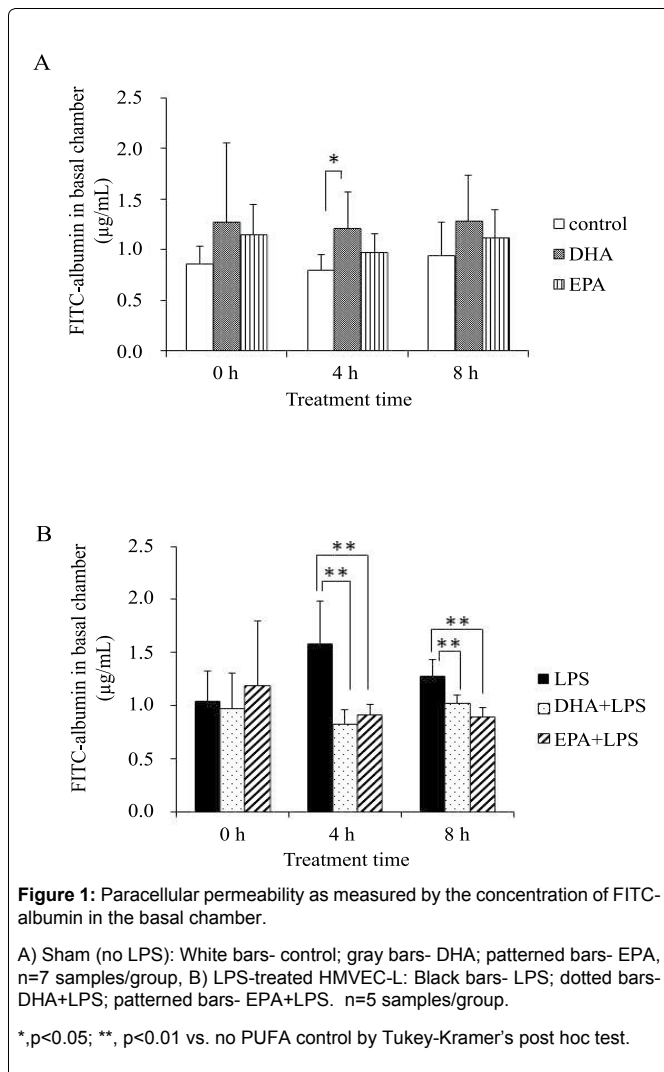 A
FITC-albumin in basal chamber
(µg/mL)
2.5
2.0
1.5
1.0
0.5
0.0
*
0 h
4 h
8 h
Treatment time
control
DHA
EPA
B
FITC-albumin in basal chamber
(µg/mL)
2.5
2.0
1.5
1.0
0.5
0.0
**
**
**
**
0 h
4 h
8 h
Treatment time
LPS
DHA+LPS
EPA+LPS
Figure 1: Paracellular permeability as measured by the concentration of FITC-
albumin in the basal chamber.
A) Sham (no LPS): White bars- control; gray bars- DHA; patterned bars- EPA,
n=7 samples/group, B) LPS-treated HMVEC-L: Black bars- LPS; dotted bars-
DHA+LPS; patterned bars- EPA+LPS. n=5 samples/group.
*,p<0.05; **, p<0.01 vs. no PUFA control by Tukey-Kramer's post hoc test.